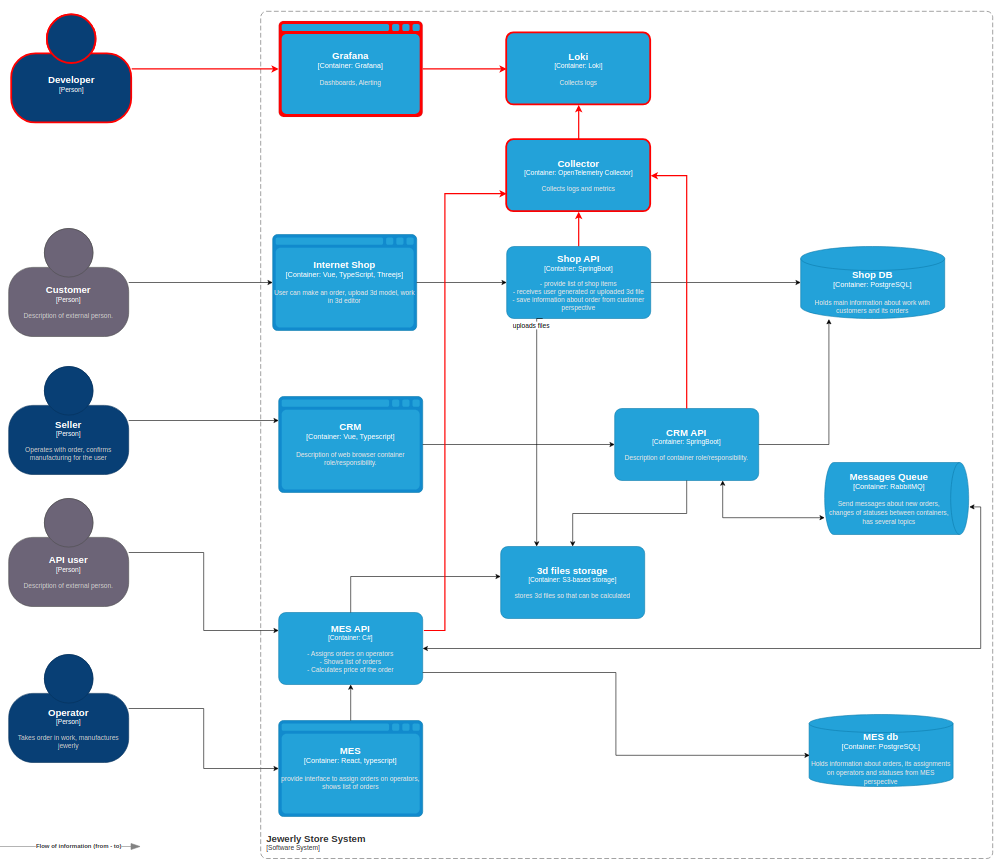 Developer
[Person]
Grafana
[Container: Grafana]
Dashboards, Alerting
Loki
[Container: Loki]
Collects logs
Collector
[Container: OpenTelemetry Collector]
Collects logs and metrics
Customer
[Person]
Description of external person.
Internet Shop
[Container: Vue, TypeScript, Threejs]
User can make an order, upload 3d model, work
in 3d editor
Shop API
[Container: SpringBoot]
- provide list of shop items
- receives user generated or uploaded 3d file
- save information about order from customer
perspective
uploads files
Shop DB
[Container: PostgreSQL]
Holds main information about work with
customers and its orders
Seller
[Person]
Operates with order, confirms
manufacturing for the user
CRM
[Container: Vue, Typescript]
Description of web browser container
role/responsibility.
CRM API
[Container: SpringBoot]
Description of container role/responsibility.
Messages Queue
[Container: RabbitMQ]
Send messages about new orders,
changes of statuses between containers,
has several topics
API user
[Person]
Description of external person.
3d files storage
[Container: S3-based storage]
stores 3d files so that can be calculated
MES API
[Container: C#]
- Assigns orders on operators
- Shows list of orders
- Calculates price of the order
Operator
[Person]
Takes order in work, manufactures
jewerly
MES
[Container: React, typescript]
provide interface to assign orders on operators,
shows list of orders
MES db
[Container: PostgreSQL]
Holds information about orders, its assignments
on operators and statuses from MES
perspective
Jewerly Store System
[Software System]
Flow of information (from - to)